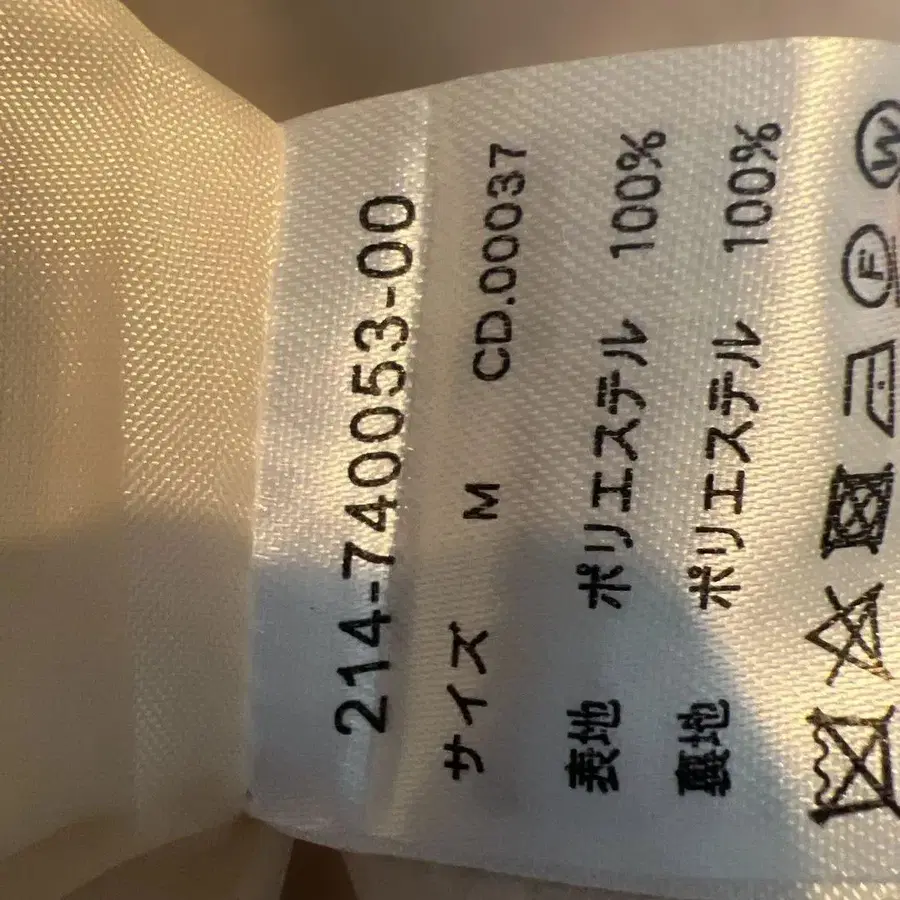 214-740053-00
サイズ M CD.00037
表地 ポリエステル 100%
裏地 ポリエステル 100%
F W